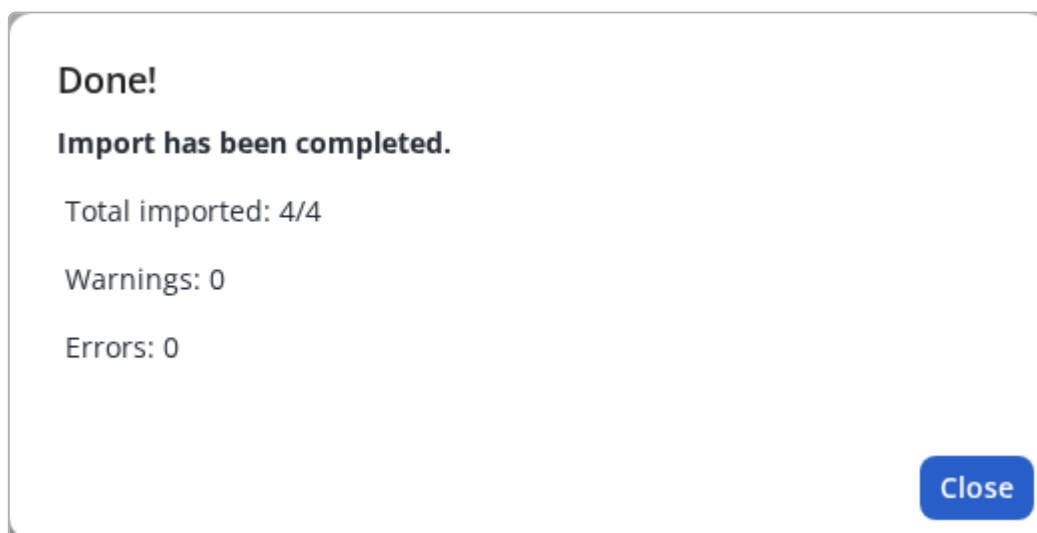 Done!
Import has been completed.
Total imported: 4/4
Warnings: 0
Errors: 0
Close